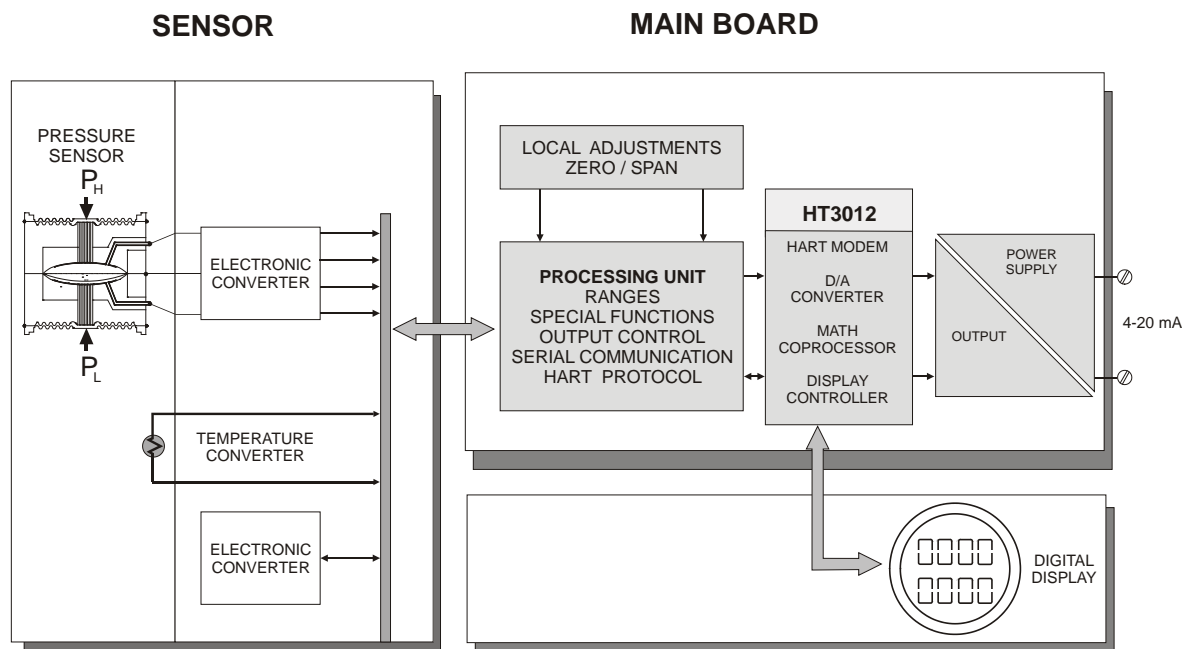 SENSOR
MAIN BOARD
PRESSURE
SENSOR
PH
PL
ELECTRONIC
CONVERTER
TEMPERATURE
CONVERTER
ELECTRONIC
CONVERTER
LOCAL ADJUSTMENTS
ZERO / SPAN
PROCESSING UNIT
RANGES
SPECIAL FUNCTIONS
OUTPUT CONTROL
SERIAL COMMUNICATION
HART PROTOCOL
HT3012
HART MODEM
D/A
CONVERTER
MATH
COPROCESSOR
DISPLAY
CONTROLLER
POWER
SUPPLY
OUTPUT
4-20 mA
DIGITAL
DISPLAY